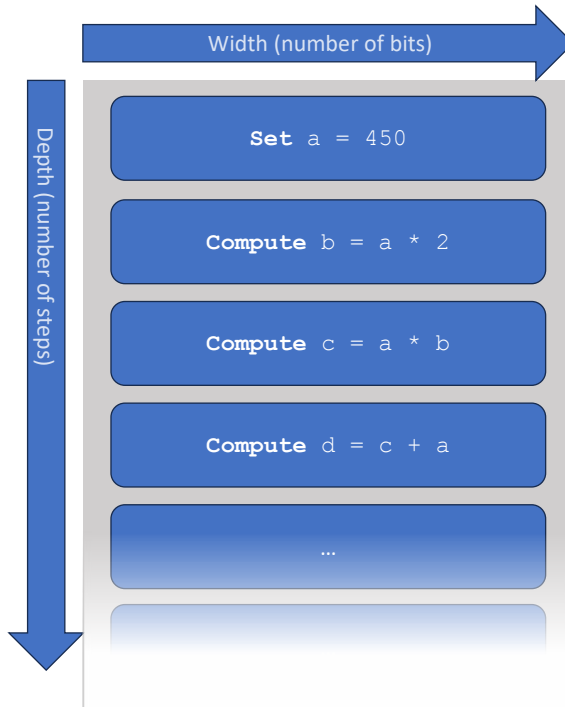 Width (number of bits)
Depth (number of steps)
Set a = 450
Compute b = a * 2
Compute c = a * b
Compute d = c + a
...